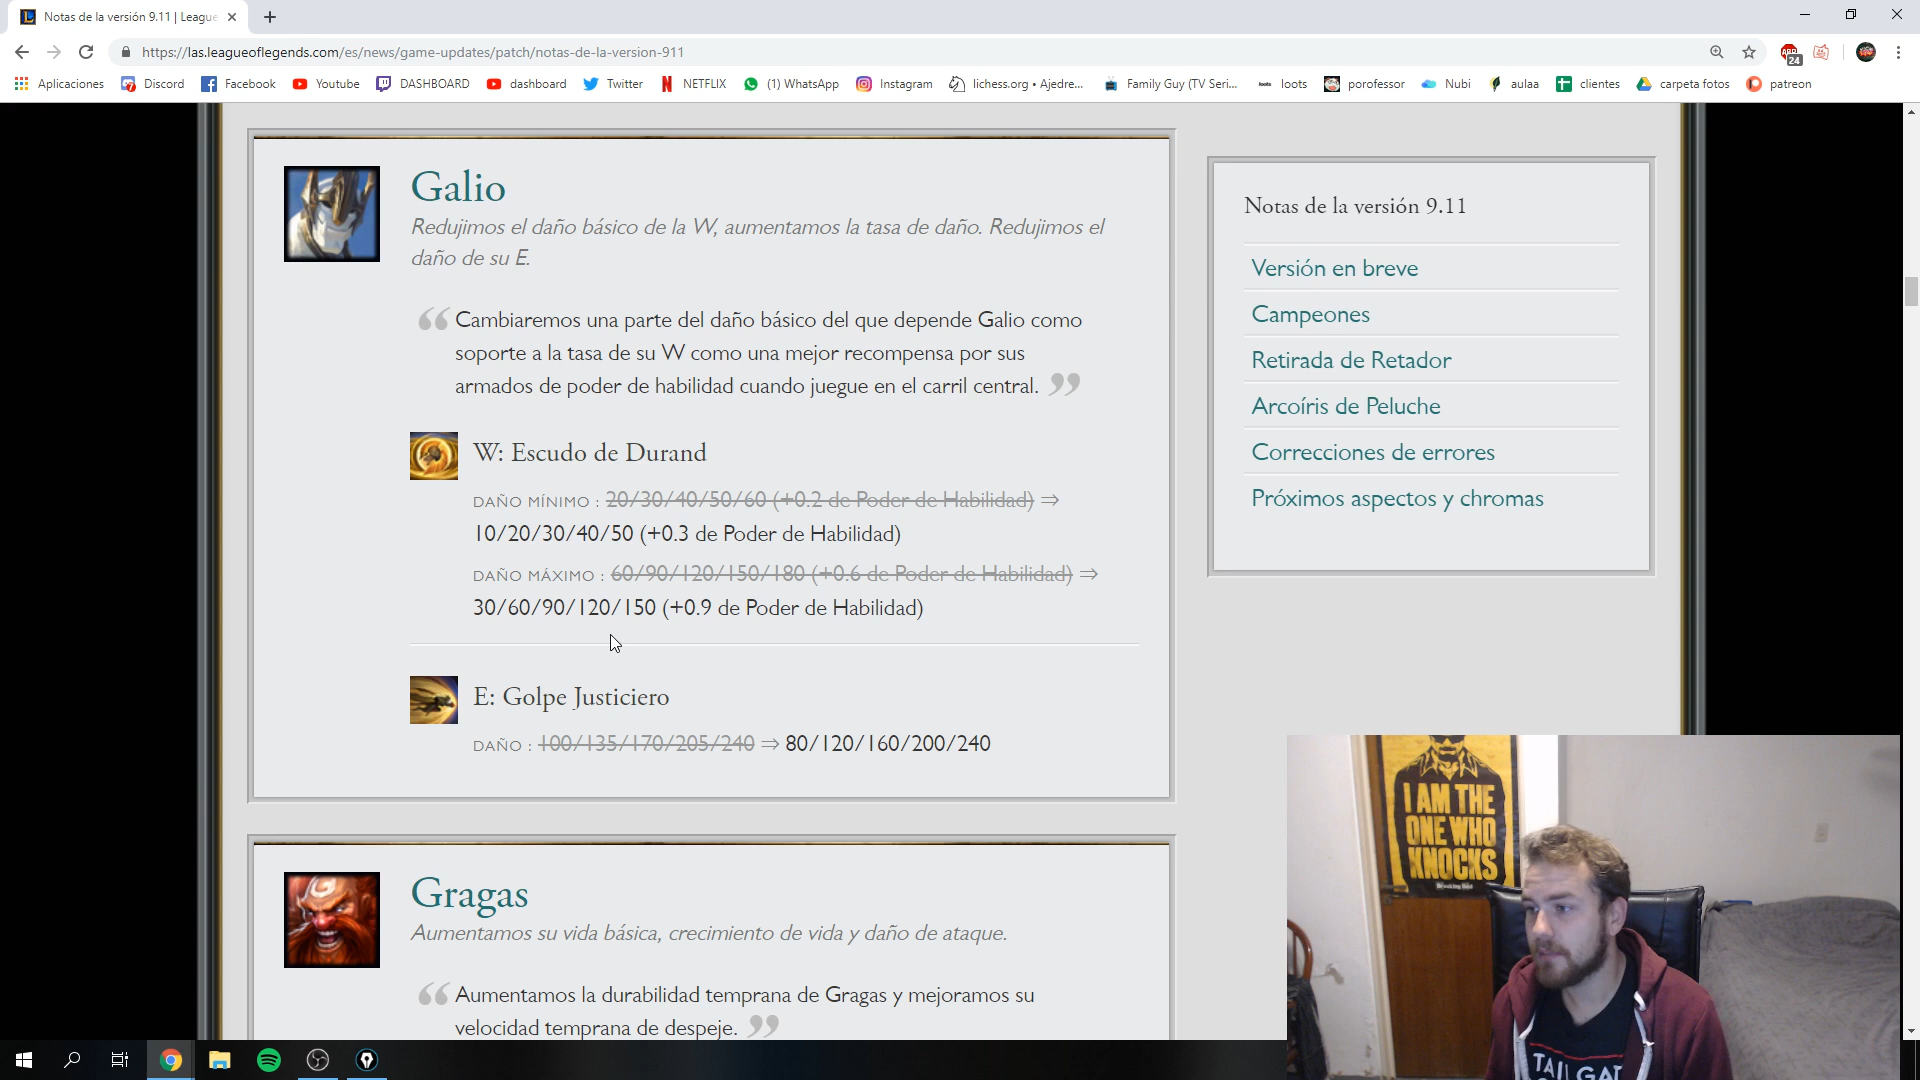 Notas de la versión 9.11 | League
https://las.leagueoflegends.com/es/news/game-updates/patch/notas-de-la-version-911
ABP
24
Aplicaciones
Discord
Facebook
Youtube
DASHBOARD
dashboard
Twitter
NETFLIX
(1) WhatsApp
Instagram
lichess.org • Ajedre...
Family Guy (TV Seri...
loots
porofessor
Nubi
aulaa
clientes
carpeta fotos
patreon
Galio
Redujimos el daño básico de la W, aumentamos la tasa de daño. Redujimos el
daño de su E.
“ Cambiaremos una parte del daño básico del que depende Galio como
soporte a la tasa de su W como una mejor recompensa por sus
armados de poder de habilidad cuando juegue en el carril central. ”
W: Escudo de Durand
DAÑO MÍNIMO : 20/30/40/50/60 (+0.2 de Poder de Habilidad) ⇒
10/20/30/40/50 (+0.3 de Poder de Habilidad)
DAÑO MÁXIMO : 60/90/120/150/180 (+0.6 de Poder de Habilidad) ⇒
30/60/90/120/150 (+0.9 de Poder de Habilidad)
E: Golpe Justiciero
DAÑO : 100/135/170/205/240 ⇒ 80/120/160/200/240
Gragas
Aumentamos su vida básica, crecimiento de vida y daño de ataque.
“ Aumentamos la durabilidad temprana de Gragas y mejoramos su
velocidad temprana de despeje. ”
Notas de la versión 9.11
Versión en breve
Campeones
Retirada de Retador
Arcoíris de Peluche
Correcciones de errores
Próximos aspectos y chromas
I AM THE
ONE WHO
KNOCKS
Breaking Bad
TAILGAT